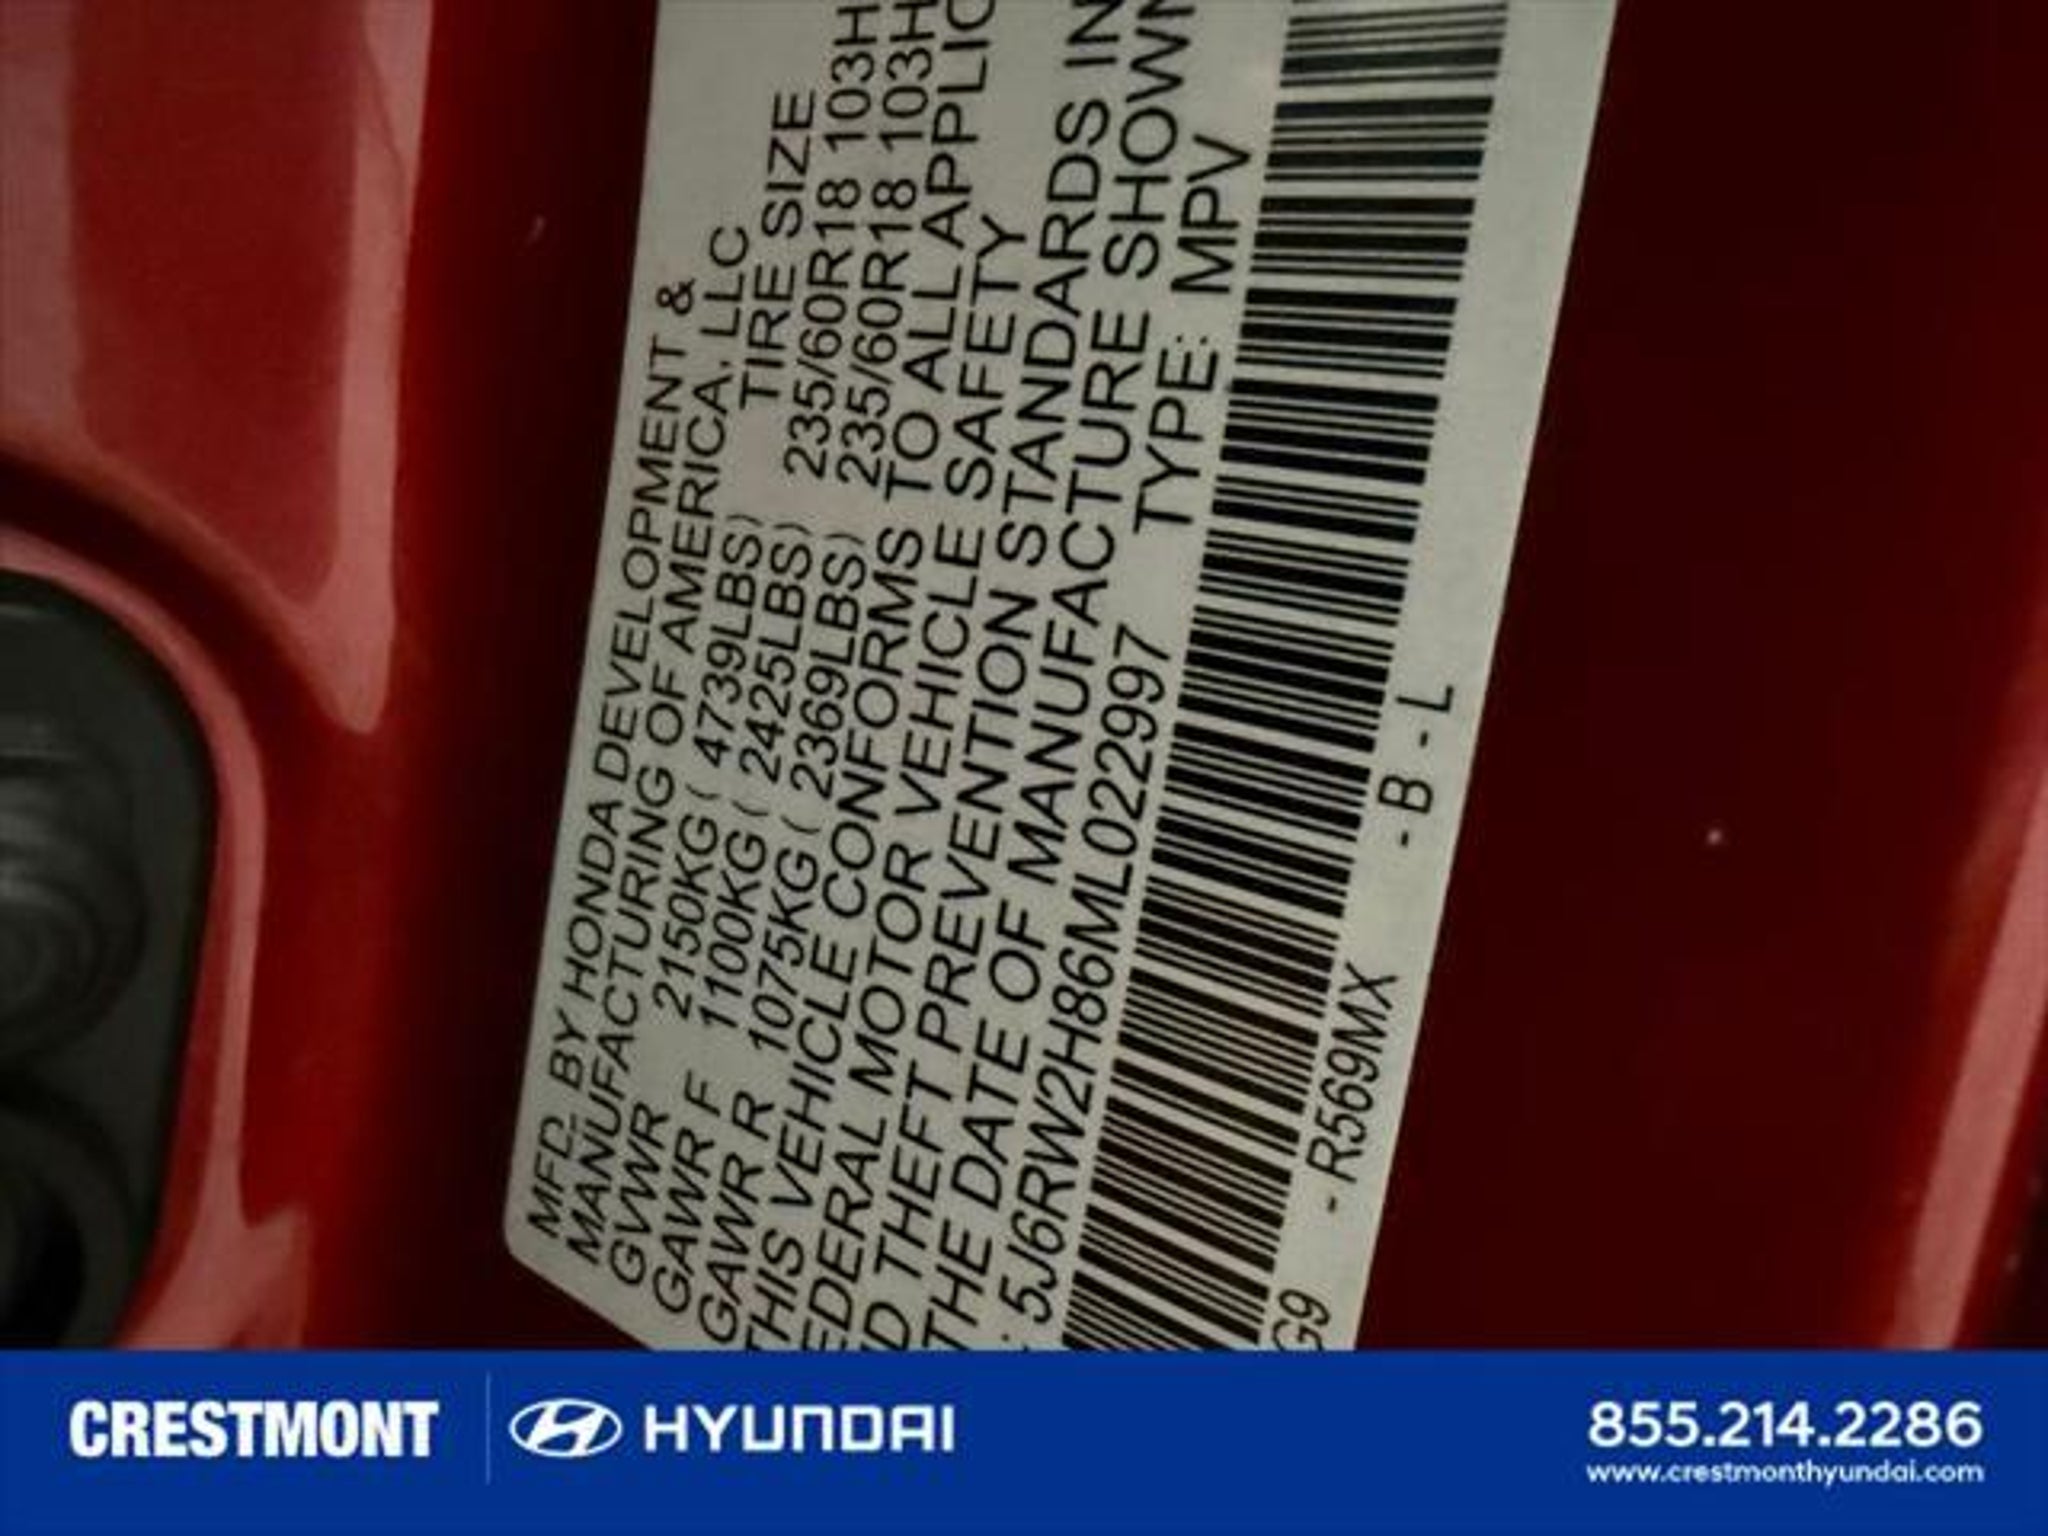 MFD. BY HONDA DEVELOPMENT &
MANUFACTURING OF AMERICA, LLC
GVWR 2150KG( 4739LBS) TIRE SIZE
GAWR F 1100KG( 2425LBS) 235/60R18 103H
GAWR R 1075KG( 2369LBS) 235/60R18 103H
THIS VEHICLE CONFORMS TO ALL APPLIC
EDERAL MOTOR VEHICLE SAFETY
D THEFT PREVENTION STANDARDS IN
THE DATE OF MANUFACTURE SHOWN
: 5J6RW2H86ML022997 TYPE: MPV
G9 - R569MX - B - L
CRESTMONT HYUNDAI
855.214.2286
www.crestmonthyundai.com